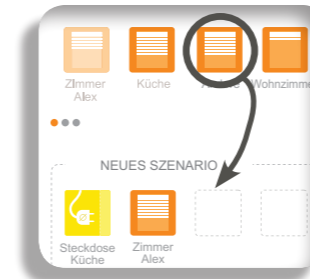 Zimmer
Alex
Küche
Wohnzimme
NEUES SZENARIO
Steckdose
Küche
Zimmer
Alex